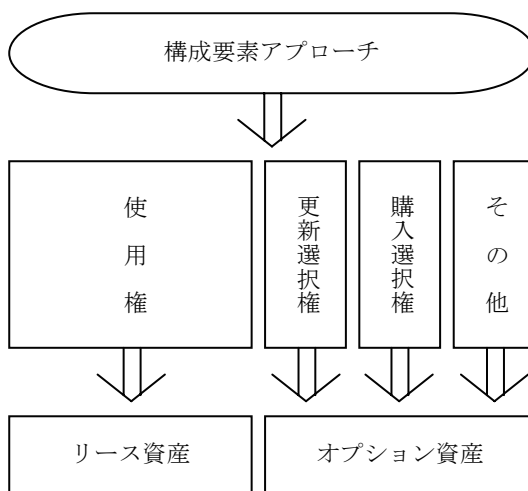 構成要素アプローチ
使用権
更新選択権
購入選択権
その他
リース資産
オプション資産